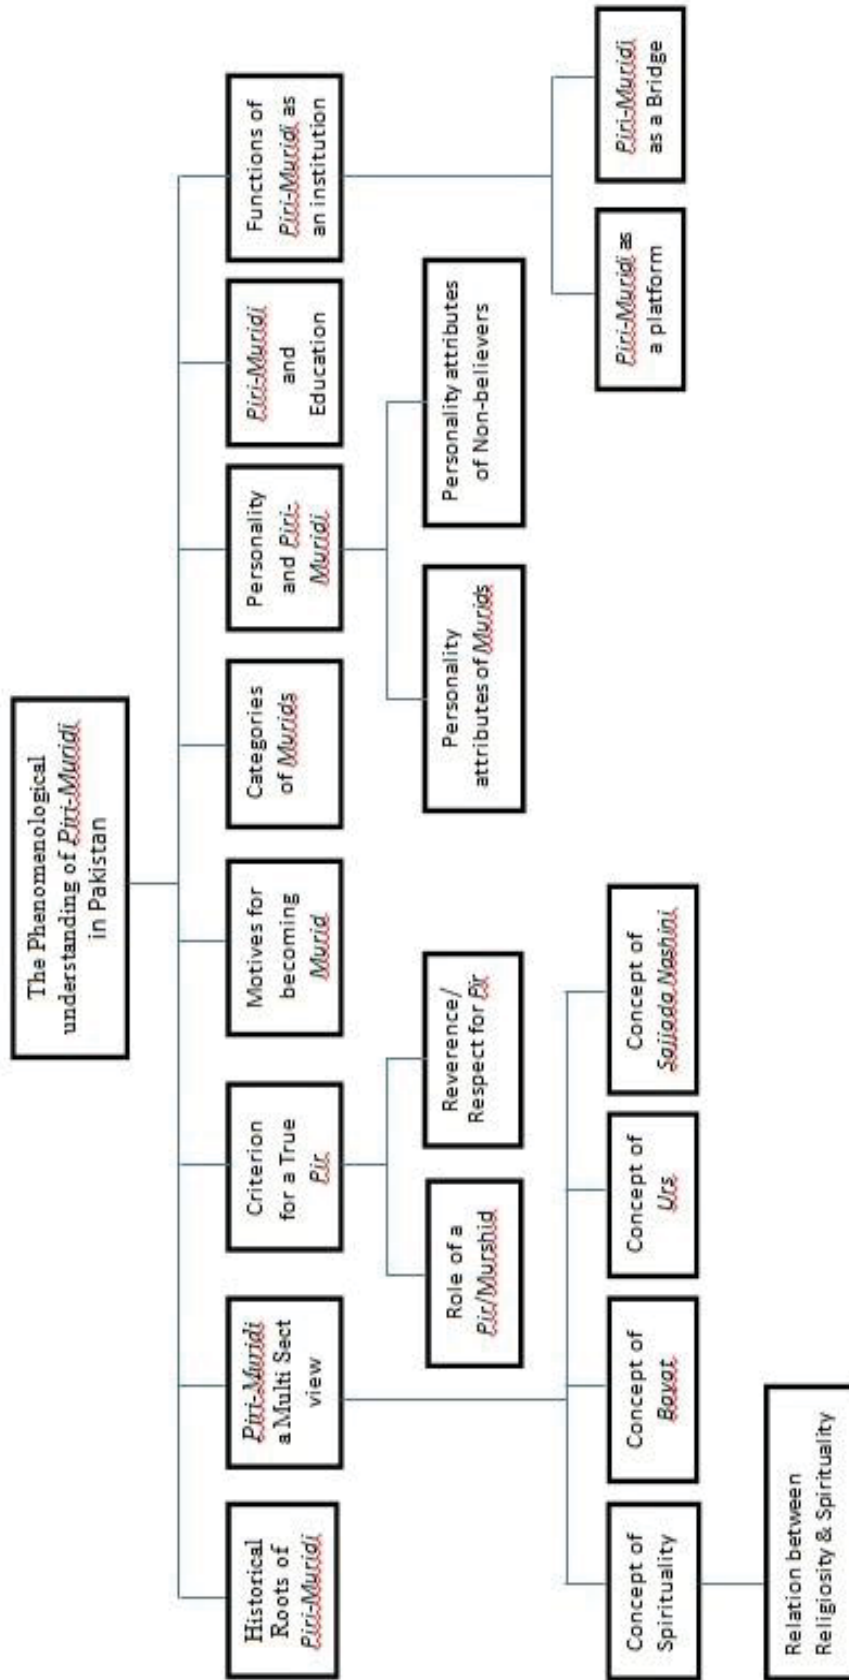 The Phenomenological
understanding of Piri-Muridi
in Pakistan
Historical
Roots of
Piri-Muridi
Piri-Muridi
a Multi Sect
view
Criterion
for a True
Pir
Motives for
becoming
Murid
Categories
of Murids
Personality
and Piri-
Muridi
Piri-Muridi
and
Education
Functions of
Piri-Muridi as
an institution
Role of a
Pir/Murshid
Reverence/
Respect for Pir
Personality
attributes of Murids
Personality attributes
of Non-believers
Concept of
Spirituality
Concept of
Bayat
Concept of
Urs
Concept of
Sajjada Nashini
Piri-Muridi as
a platform
Piri-Muridi
as a Bridge
Relation between
Religiosity & Spirituality